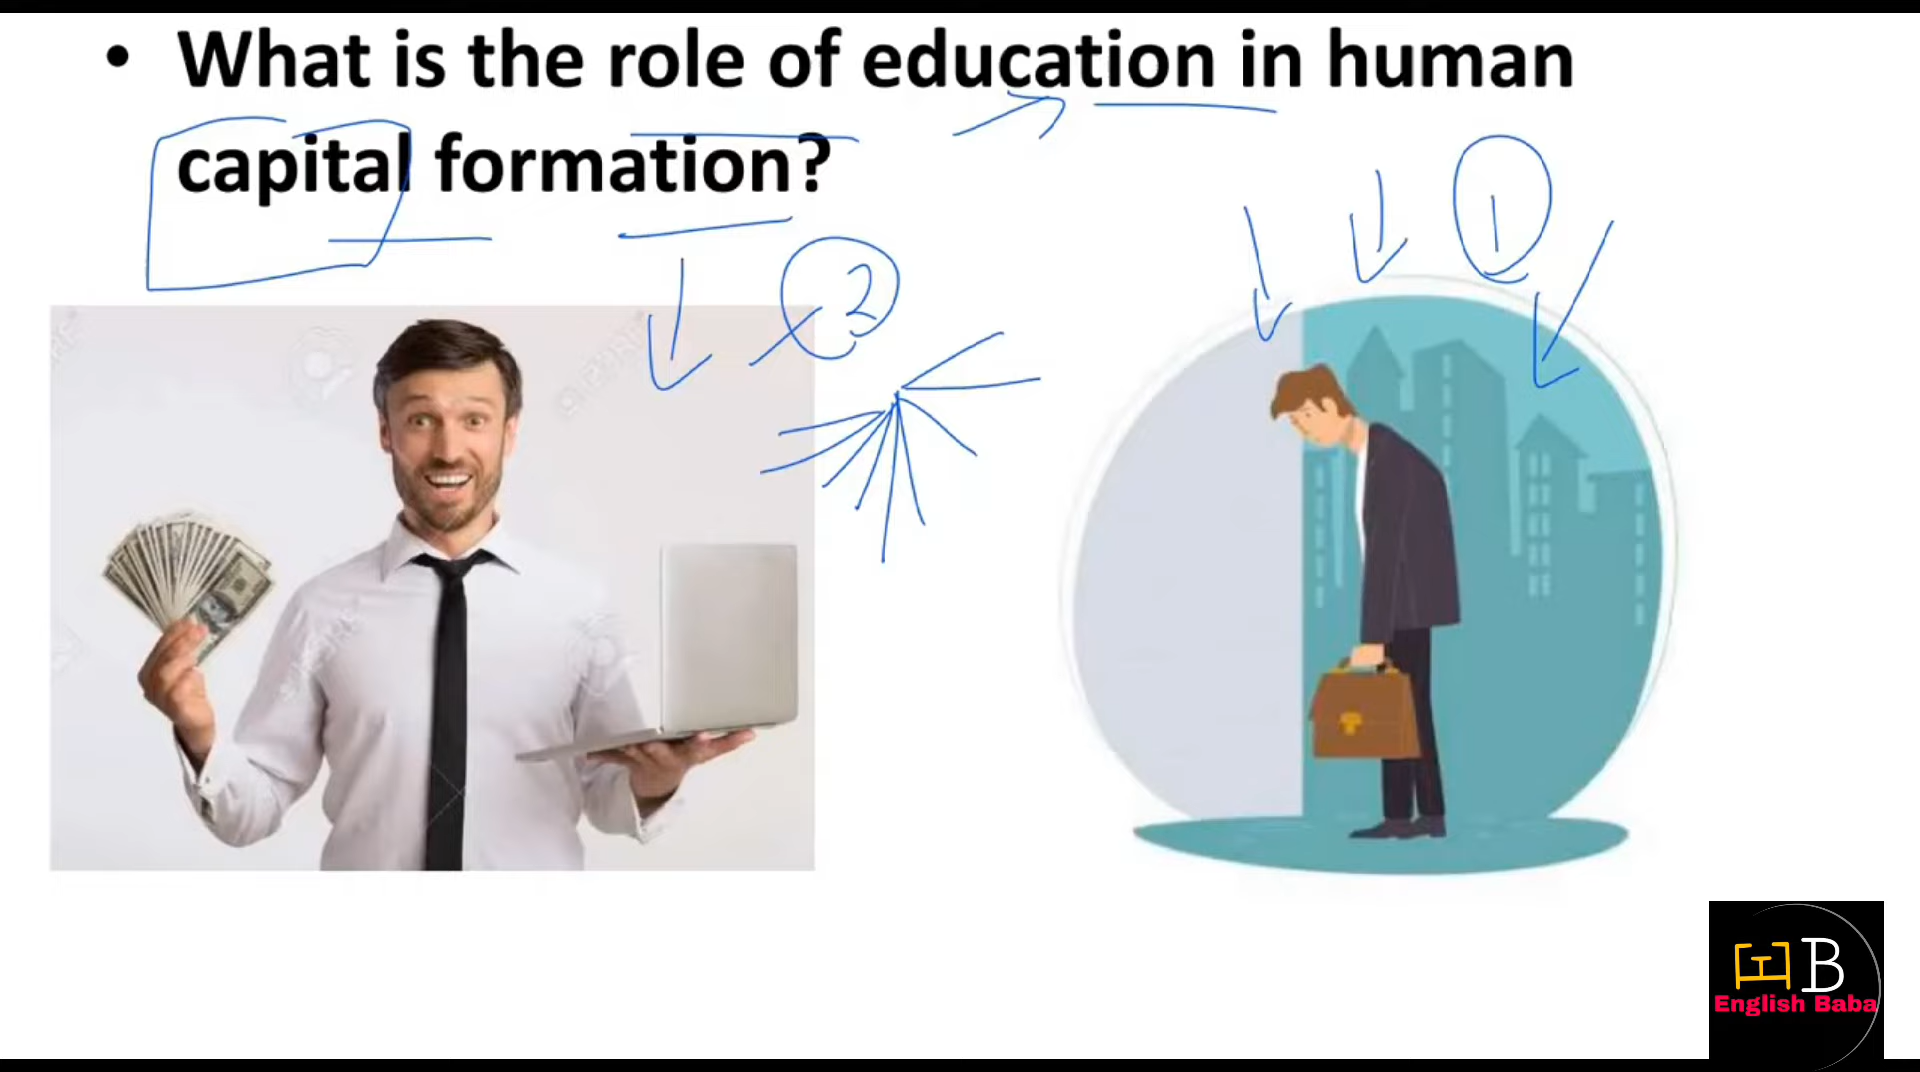 • What is the role of education in human
capital formation?
2
1
B
English Baba